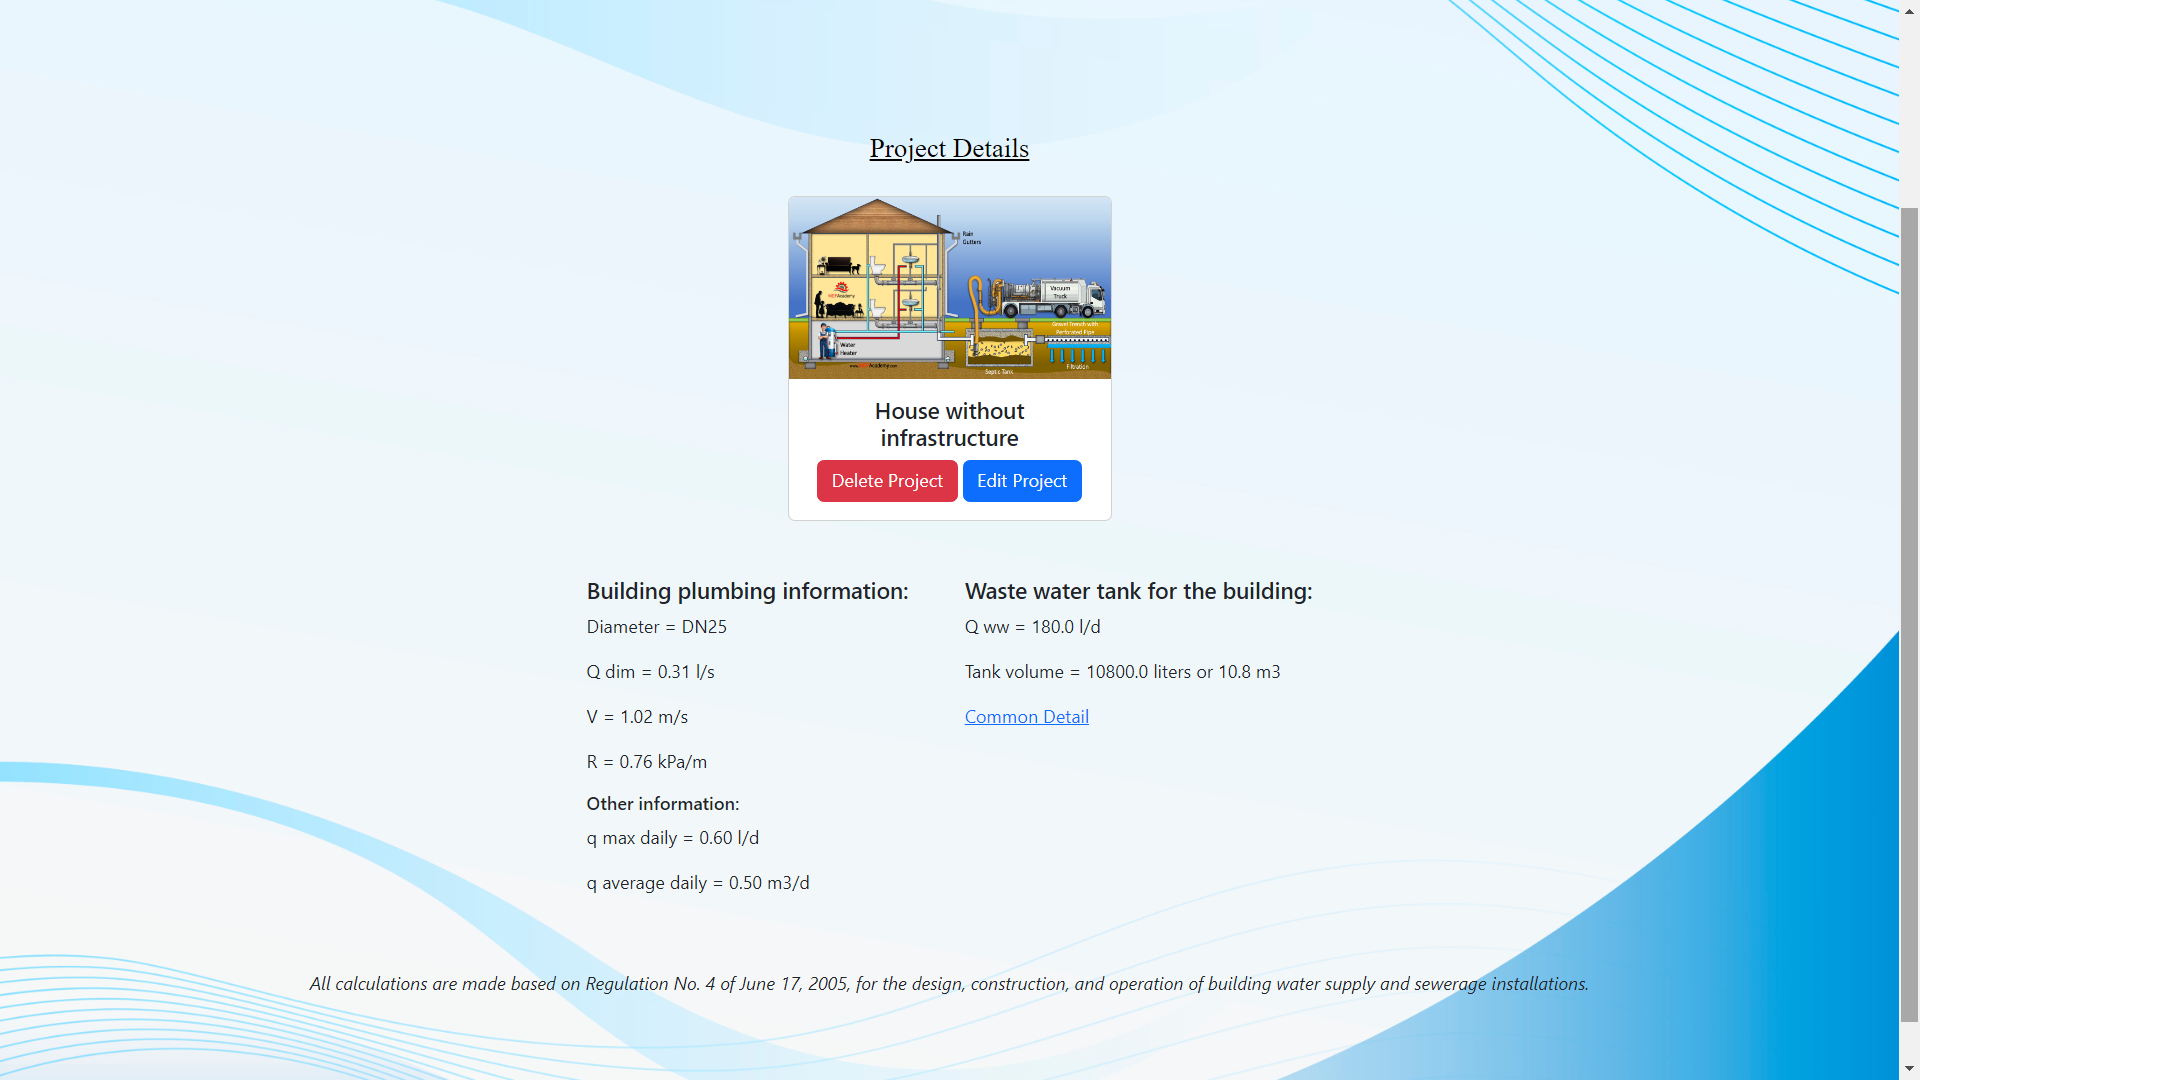 Project Details
Rain
Gutters
MEPAcademy
Vacuum
Truck
Gravel Trench with
Perforated Pipe
Water
Heater
www.MEPAcademy.com
Septic Tank
Filtration
House without
infrastructure
Delete Project Edit Project
Building plumbing information:
Diameter = DN25
Q dim = 0.31 l/s
V = 1.02 m/s
R = 0.76 kPa/m
Other information:
q max daily = 0.60 l/d
q average daily = 0.50 m3/d
Waste water tank for the building:
Q ww = 180.0 l/d
Tank volume = 10800.0 liters or 10.8 m3
Common Detail
All calculations are made based on Regulation No. 4 of June 17, 2005, for the design, construction, and operation of building water supply and sewerage installations.